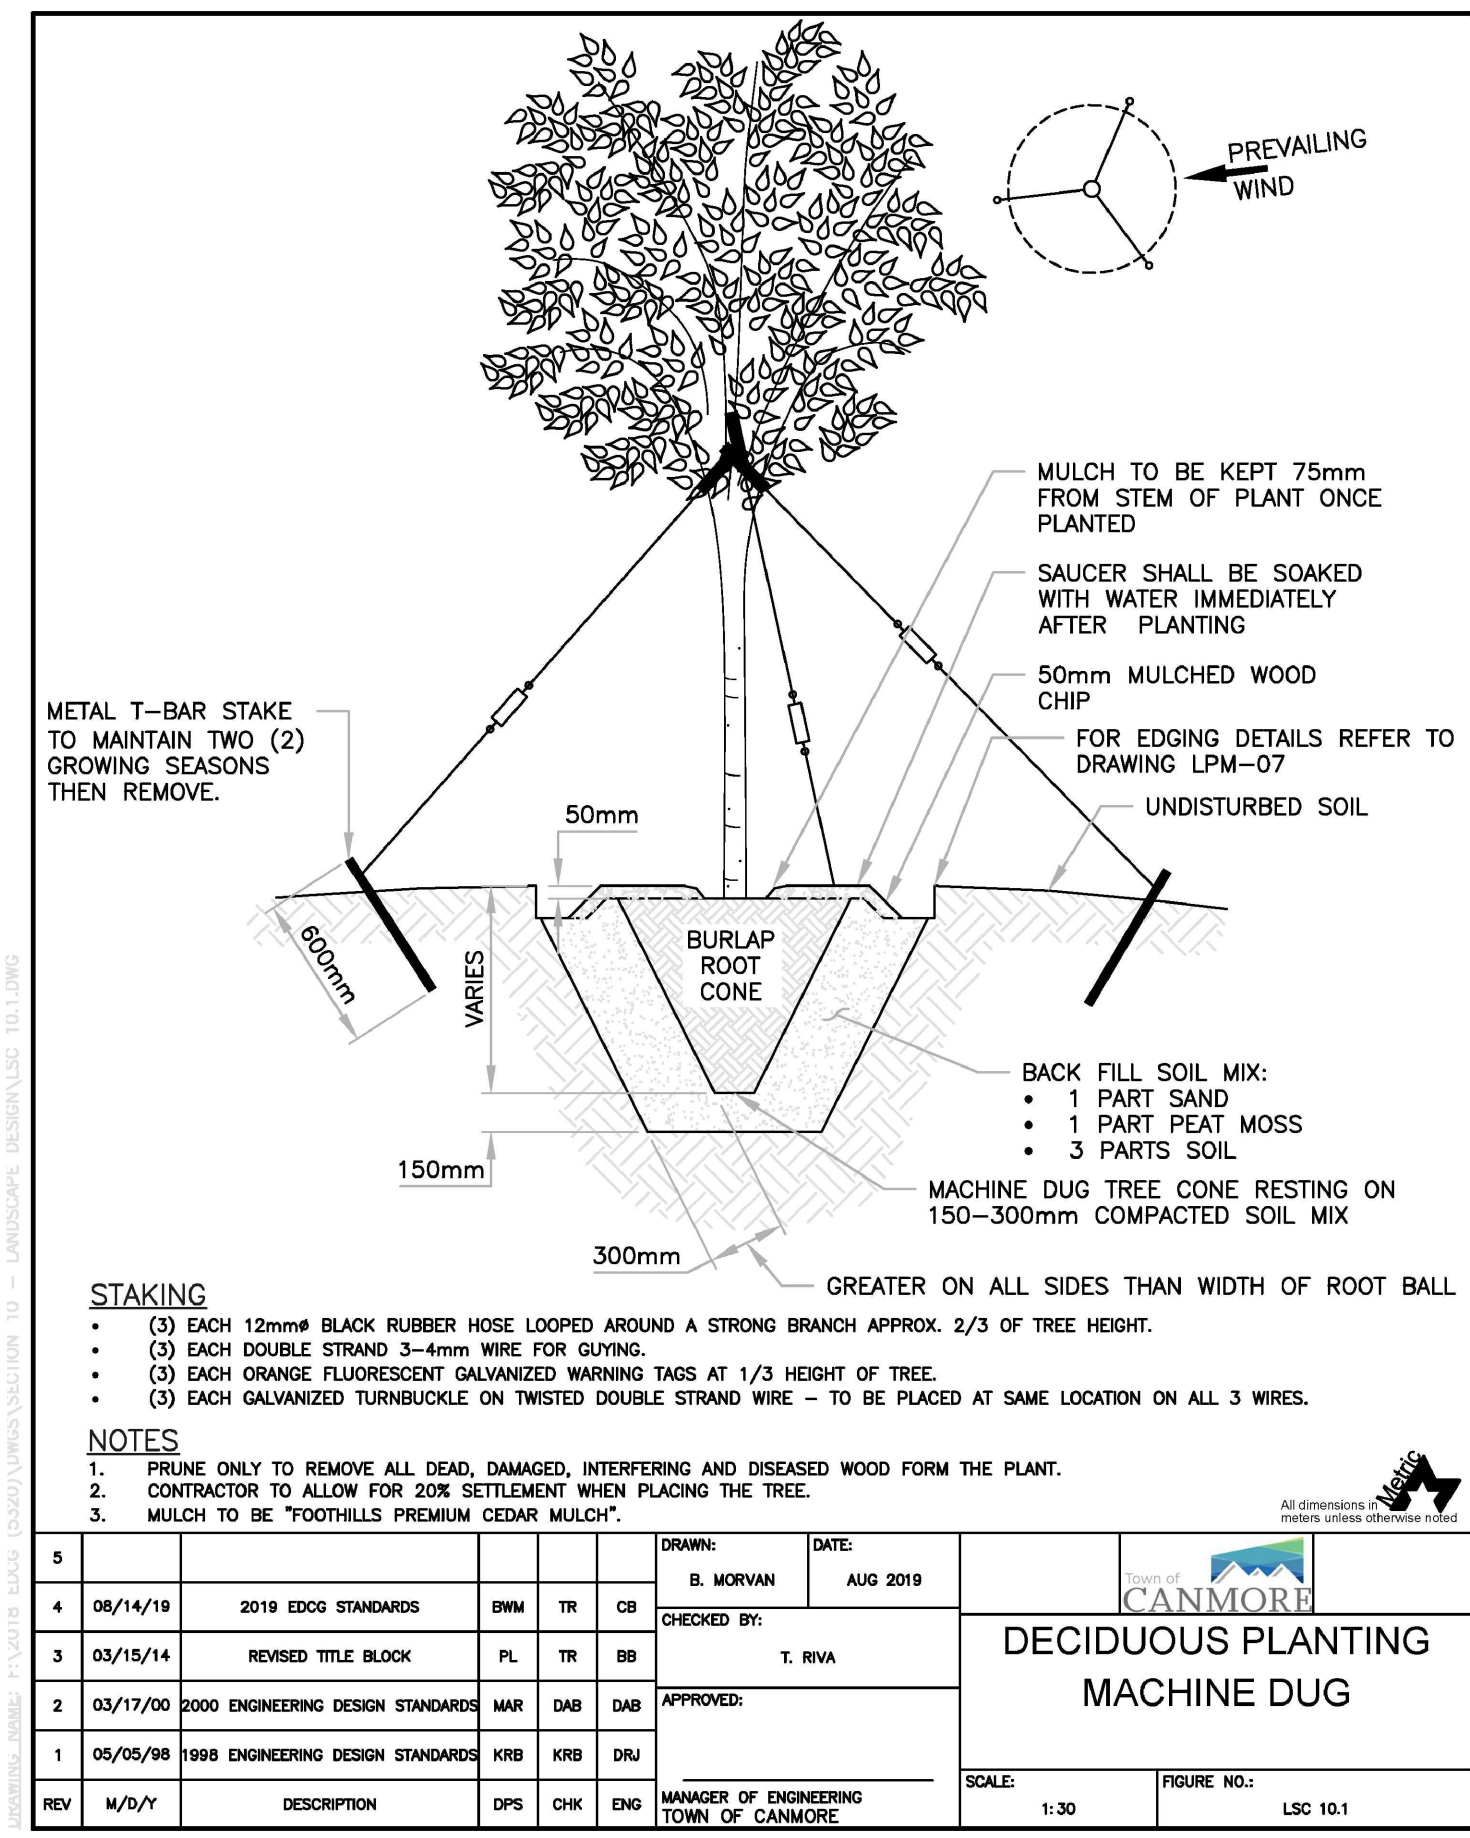 PREVAILING
WIND
MULCH TO BE KEPT 75mm
FROM STEM OF PLANT ONCE
PLANTED
SAUCER SHALL BE SOAKED
WITH WATER IMMEDIATELY
AFTER PLANTING
50mm MULCHED WOOD
CHIP
FOR EDGING DETAILS REFER TO
DRAWING LPM-07
UNDISTURBED SOIL
METAL T-BAR STAKE
TO MAINTAIN TWO (2)
GROWING SEASONS
THEN REMOVE.
50mm
600mm
VARIES
BURLAP
ROOT
CONE
150mm
300mm
BACK FILL SOIL MIX:
• 1 PART SAND
• 1 PART PEAT MOSS
• 3 PARTS SOIL
MACHINE DUG TREE CONE RESTING ON
150-300mm COMPACTED SOIL MIX
GREATER ON ALL SIDES THAN WIDTH OF ROOT BALL
STAKING
• (3) EACH 12mmø BLACK RUBBER HOSE LOOPED AROUND A STRONG BRANCH APPROX. 2/3 OF TREE HEIGHT.
• (3) EACH DOUBLE STRAND 3-4mm WIRE FOR GUYING.
• (3) EACH ORANGE FLUORESCENT GALVANIZED WARNING TAGS AT 1/3 HEIGHT OF TREE.
• (3) EACH GALVANIZED TURNBUCKLE ON TWISTED DOUBLE STRAND WIRE - TO BE PLACED AT SAME LOCATION ON ALL 3 WIRES.
NOTES
1. PRUNE ONLY TO REMOVE ALL DEAD, DAMAGED, INTERFERING AND DISEASED WOOD FORM THE PLANT.
2. CONTRACTOR TO ALLOW FOR 20% SETTLEMENT WHEN PLACING THE TREE.
3. MULCH TO BE "FOOTHILLS PREMIUM CEDAR MULCH".
Metric
All dimensions in
meters unless otherwise noted
5
4 08/14/19 2019 EDCG STANDARDS BWM TR CB
3 03/15/14 REVISED TITLE BLOCK PL TR BB
2 03/17/00 2000 ENGINEERING DESIGN STANDARDS MAR DAB DAB
1 05/05/98 1998 ENGINEERING DESIGN STANDARDS KRB KRB DRJ
REV M/D/Y DESCRIPTION DPS CHK ENG
DRAWN:
B. MORVAN
DATE:
AUG 2019
CHECKED BY:
T. RIVA
APPROVED:
MANAGER OF ENGINEERING
TOWN OF CANMORE
Town of
CANMORE
DECIDUOUS PLANTING
MACHINE DUG
SCALE:
1:30
FIGURE NO.:
LSC 10.1
DRAWING NAME: F:\2018 EDCG (5320)\DWGS\SECTION 10 - LANDSCAPE DESIGN\LSC 10.1.DWG